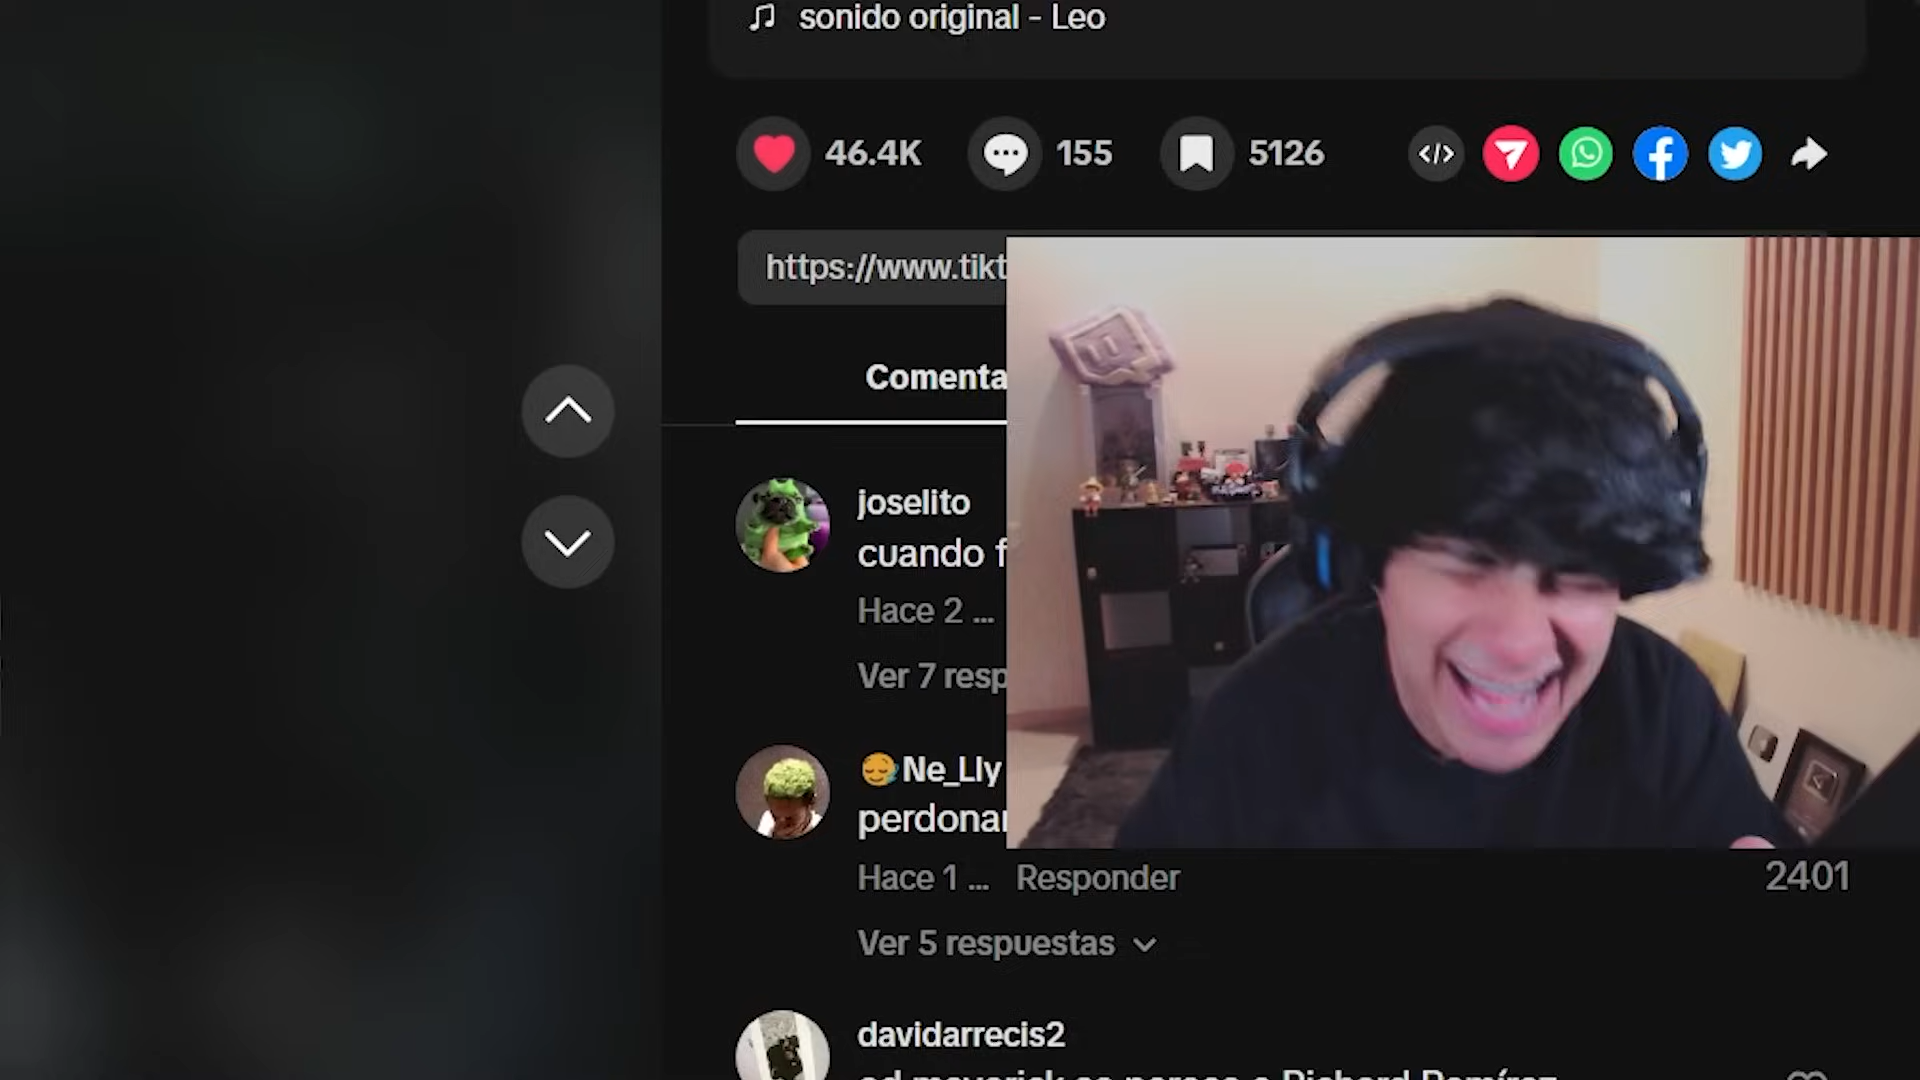 sonido original - Leo
46.4K 155 5126
https://www.tikt
Comenta
joselito
cuando f
Hace 2 ...
Ver 7 resp
Ne_Lly
perdonar
Hace 1 ... Responder 2401
Ver 5 respuestas
davidarrecis2